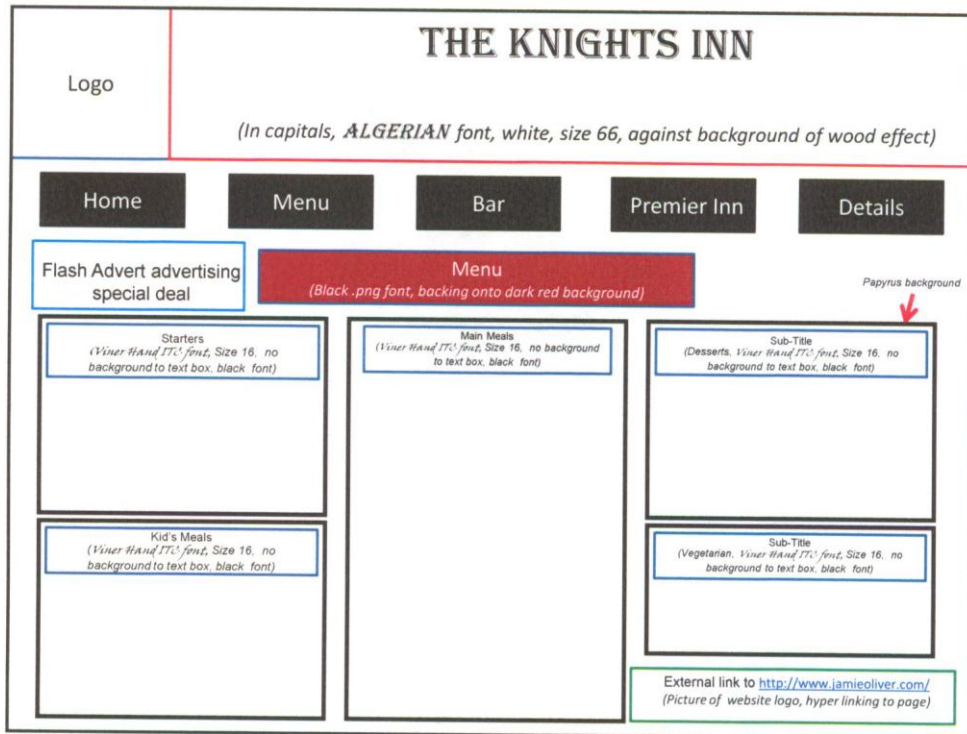 THE KNIGHTS INN
Logo
(In capitals, ALGERIAN font, white, size 66, against background of wood effect)
Home
Menu
Bar
Premier Inn
Details
Flash Advert advertising
special deal
Menu
(Black .png font, backing onto dark red background)
Papyrus background
Starters
(Viner Hand ITC font, Size 16, no
background to text box, black font)
Main Meals
(Viner Hand ITC font, Size 16, no background
to text box, black font)
Sub-Title
(Desserts, Viner Hand ITC font, Size 16, no
background to text box, black font)
Kid's Meals
(Viner Hand ITC font, Size 16, no
background to text box, black font)
Sub-Title
(Vegetarian, Viner Hand ITC font, Size 16, no
background to text box, black font)
External link to http://www.jamieoliver.com/
(Picture of website logo, hyper linking to page)